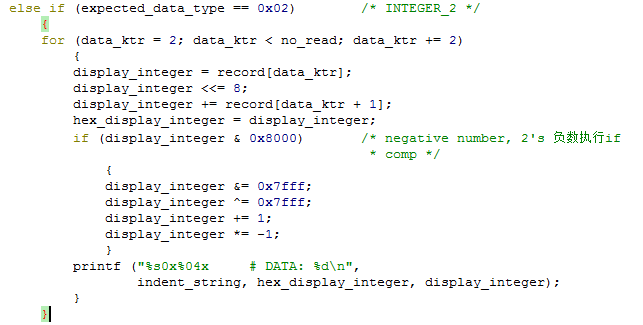 else if (expected_data_type == 0x02)          /* INTEGER_2 */
    {
    for (data_ktr = 2; data_ktr < no_read; data_ktr += 2)
        {
        display_integer = record[data_ktr];
        display_integer <<= 8;
        display_integer += record[data_ktr + 1];
        hex_display_integer = display_integer;
        if (display_integer & 0x8000)       /* negative number, 2's 负数执行if
                                             * comp */
            {
            display_integer &= 0x7fff;
            display_integer ^= 0x7fff;
            display_integer += 1;
            display_integer *= -1;
            }
        printf ("%s0x%04x     # DATA: %d\n",
                indent_string, hex_display_integer, display_integer);
        }
    }